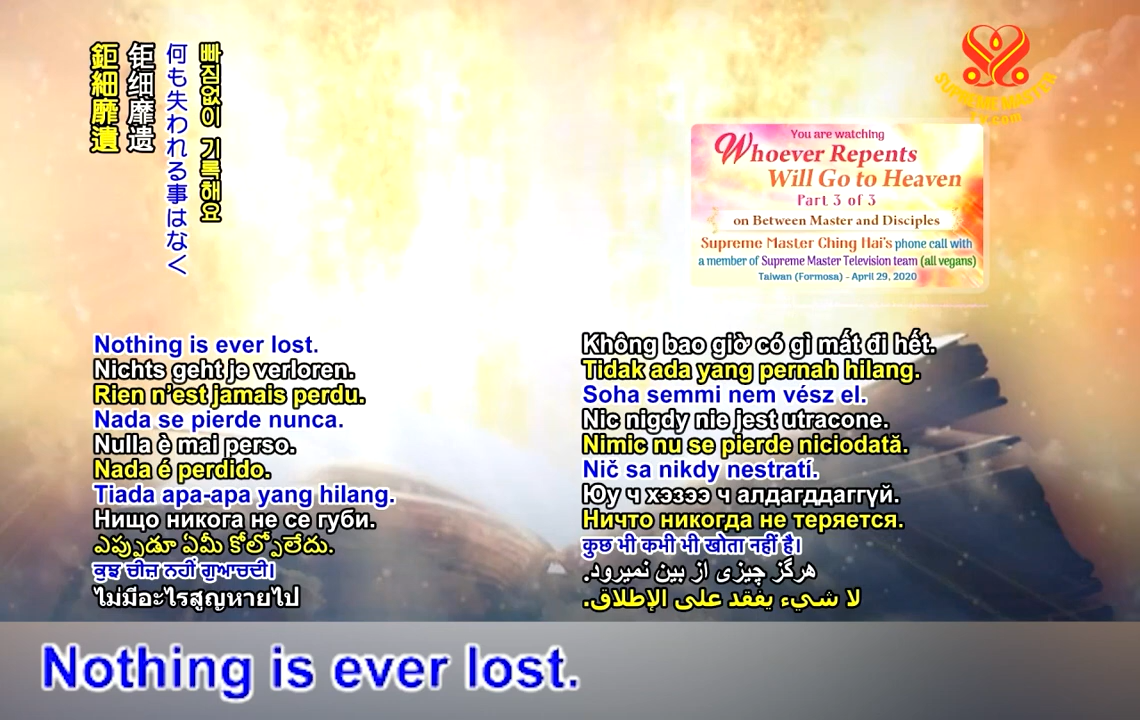 鉅細靡遺
钜细靡遗
何も失われる事はなく
빠짐없이 기록해요
SUPREME MASTER
TV.com
You are watching
Whoever Repents
Will Go to Heaven
Part 3 of 3
on Between Master and Disciples
Supreme Master Ching Hai's phone call with
a member of Supreme Master Television team (all vegans)
Taiwan (Formosa) - April 29, 2020
Nothing is ever lost.
Nichts geht je verloren.
Rien n'est jamais perdu.
Nada se pierde nunca.
Nulla è mai perso.
Nada é perdido.
Tiada apa-apa yang hilang.
Нищо никога не се губи.
ఎప్పుడూ ఏమీ కోల్పోలేదు.
ਕੁਝ ਚੀਜ਼ ਨਹੀਂ ਗੁਆਚਦੀ।
ไม่มีอะไรสูญหายไป
Không bao giờ có gì mất đi hết.
Tidak ada yang pernah hilang.
Soha semmi nem vész el.
Nic nigdy nie jest utracone.
Nimic nu se pierde niciodată.
Nič sa nikdy nestratí.
Юу ч хэзээ ч алдагддаггүй.
Ничто никогда не теряется.
कुछ भी कभी भी खोता नहीं है।
هرگز چیزی از بین نمیرود.
لا شيء يفقد على الإطلاق.
Nothing is ever lost.